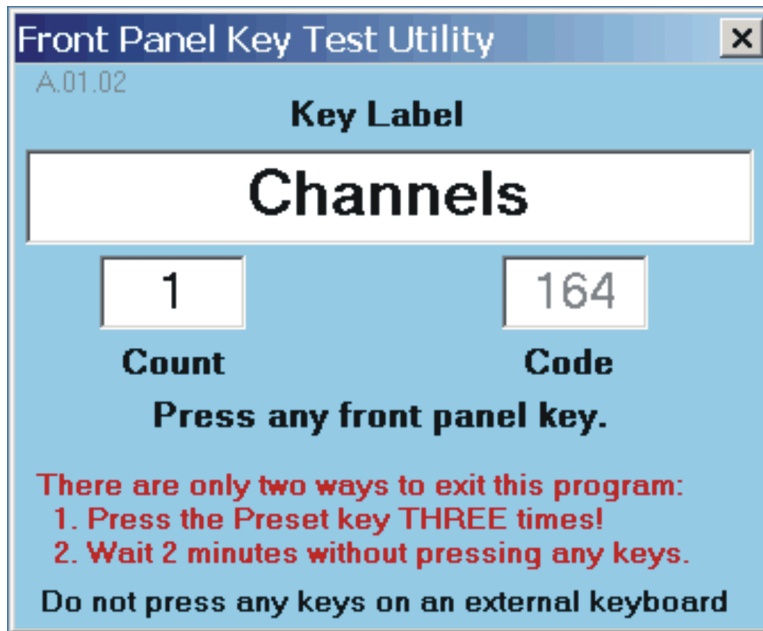 Front Panel Key Test Utility
A.01.02
Key Label
Channels
1 164
Count Code
Press any front panel key.
There are only two ways to exit this program:
1. Press the Preset key THREE times!
2. Wait 2 minutes without pressing any keys.
Do not press any keys on an external keyboard